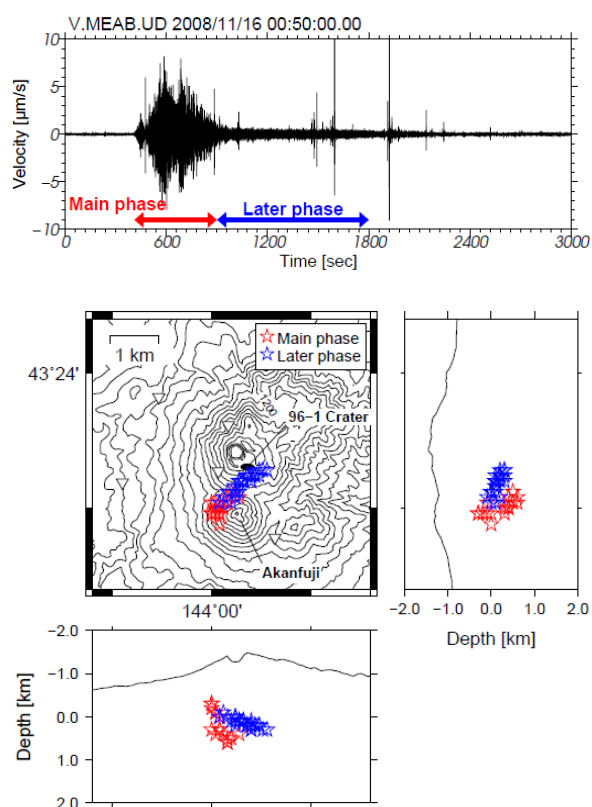 V.MEAB.UD 2008/11/16 00:50:00.00
Velocity [μm/s]
10
5
0
−5
−10
Main phase
Later phase
0 600 1200 1800 2400 3000
Time [sec]
1 km
Main phase
Later phase
43°24'
1200
96−1 Crater
Akanfuji
144°00'
−2.0 −1.0 0.0 1.0 2.0
Depth [km]
Depth [km]
−2.0
−1.0
0.0
1.0
2.0